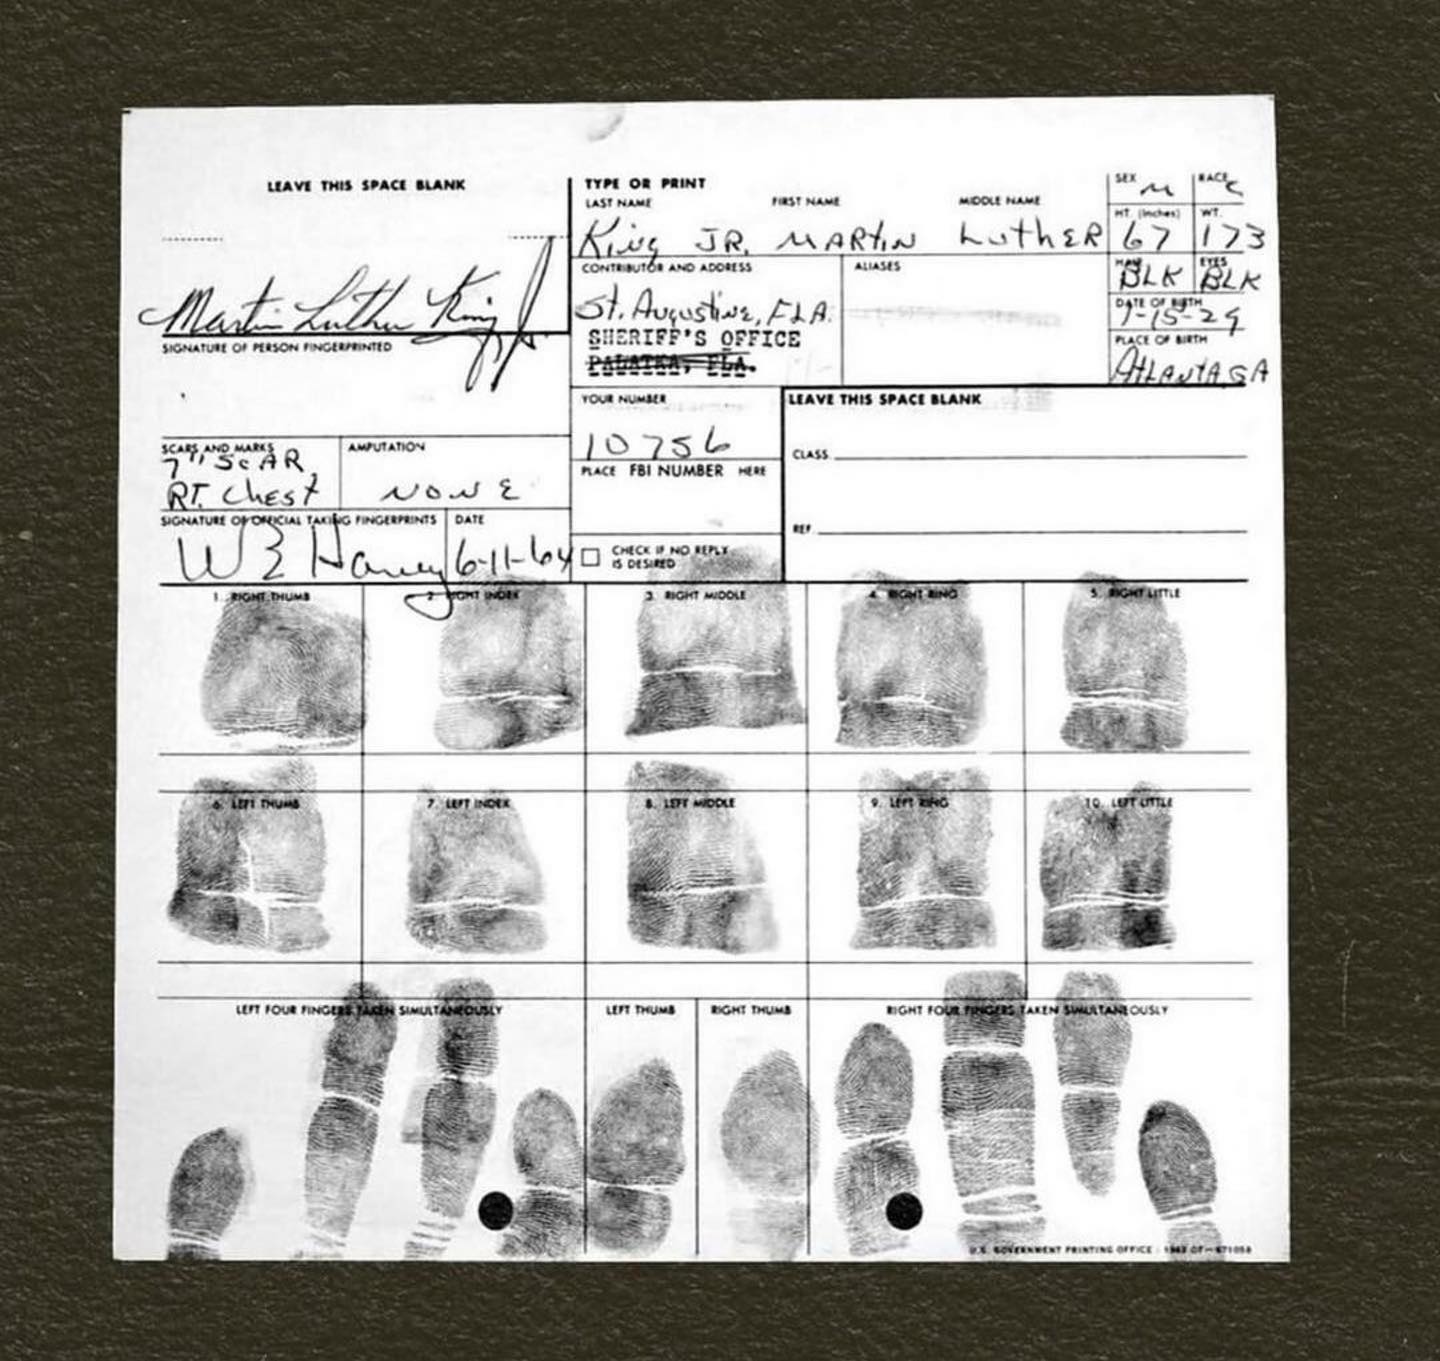 LEAVE THIS SPACE BLANK
TYPE OR PRINT
LAST NAME FIRST NAME MIDDLE NAME
King JR. MARTIN LutHER
SEX M
RACE C
HT. (Inches) 67
WT. 173
HAIR BLK
EYES BLK
DATE OF BIRTH
1-15-29
PLACE OF BIRTH
AtLANTA, GA
Martin Luther King Jr.
SIGNATURE OF PERSON FINGERPRINTED
CONTRIBUTOR AND ADDRESS
St. Augustine, FLA.
SHERIFF'S OFFICE
PALATKA, FLA.
ALIASES
YOUR NUMBER
10756
PLACE FBI NUMBER HERE
CHECK IF NO REPLY
IS DESIRED
LEAVE THIS SPACE BLANK
CLASS
REF
SCARS AND MARKS
7" ScAR,
RT. Chest
AMPUTATION
NONE
SIGNATURE OF OFFICIAL TAKING FINGERPRINTS
W E
DATE
6-11-64
1. RIGHT THUMB
2. RIGHT INDEX
3. RIGHT MIDDLE
4. RIGHT RING
5. RIGHT LITTLE
6. LEFT THUMB
7. LEFT INDEX
8. LEFT MIDDLE
9. LEFT RING
10. LEFT LITTLE
LEFT FOUR FINGERS TAKEN SIMULTANEOUSLY
LEFT THUMB
RIGHT THUMB
RIGHT FOUR FINGERS TAKEN SIMULTANEOUSLY
U.S. GOVERNMENT PRINTING OFFICE : 1963 OF—671058